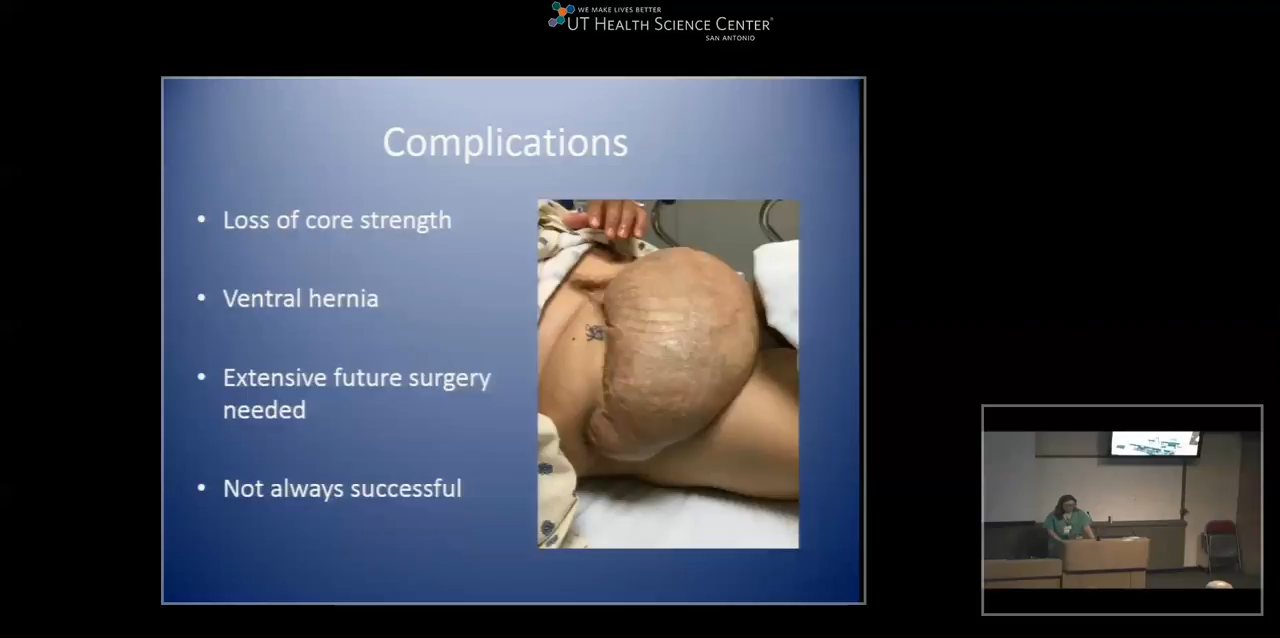 WE MAKE LIVES BETTER
UT HEALTH SCIENCE CENTER®
SAN ANTONIO
Complications
• Loss of core strength
• Ventral hernia
• Extensive future surgery
needed
• Not always successful